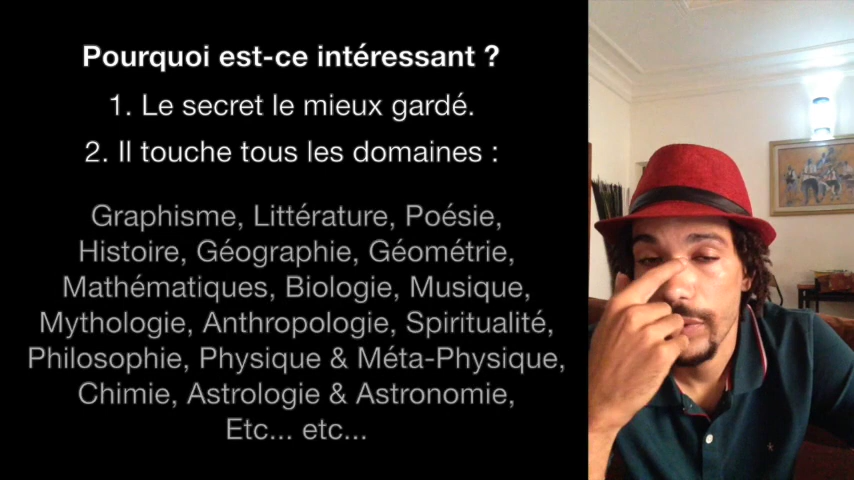 Pourquoi est-ce intéressant ?
1. Le secret le mieux gardé.
2. Il touche tous les domaines :
Graphisme, Littérature, Poésie,
Histoire, Géographie, Géométrie,
Mathématiques, Biologie, Musique,
Mythologie, Anthropologie, Spiritualité,
Philosophie, Physique & Méta-Physique,
Chimie, Astrologie & Astronomie,
Etc... etc...